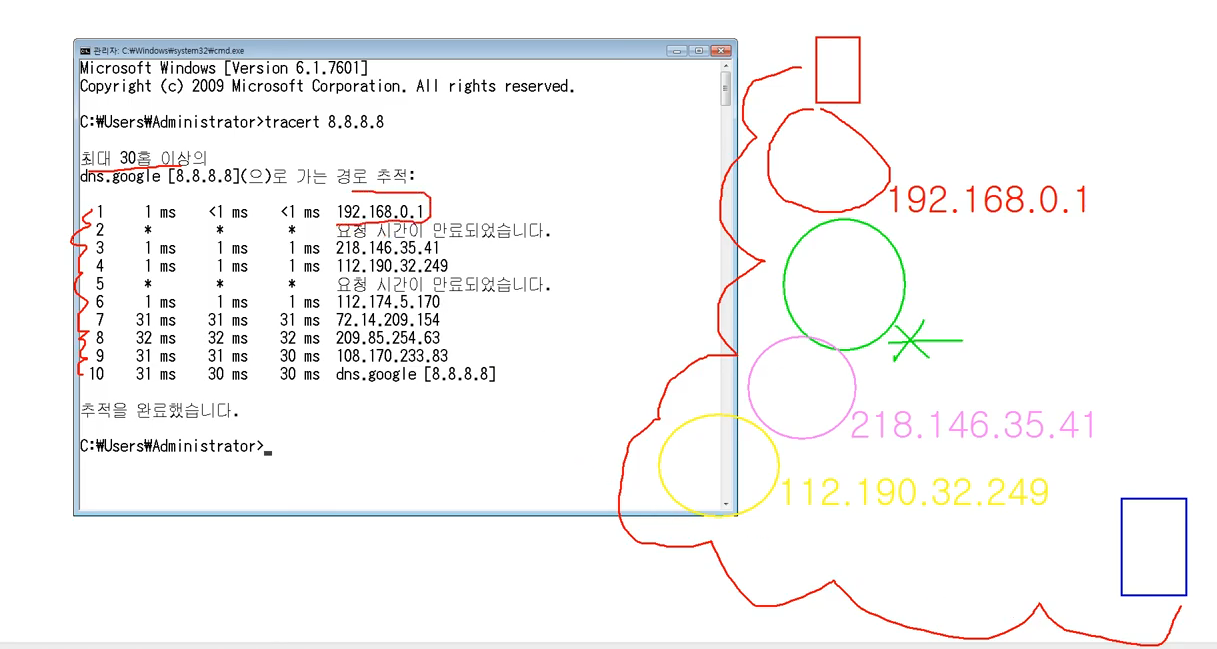 관리자: C:₩Windows₩system32₩cmd.exe
Microsoft Windows [Version 6.1.7601]
Copyright (c) 2009 Microsoft Corporation. All rights reserved.
C:₩Users₩Administrator>tracert 8.8.8.8
최대 30홉 이상의
dns.google [8.8.8.8](으)로 가는 경로 추적:
1 1 ms <1 ms <1 ms 192.168.0.1
2 * * * 요청 시간이 만료되었습니다.
3 1 ms 1 ms 1 ms 218.146.35.41
4 1 ms 1 ms 1 ms 112.190.32.249
5 * * * 요청 시간이 만료되었습니다.
6 1 ms 1 ms 1 ms 112.174.5.170
7 31 ms 31 ms 31 ms 72.14.209.154
8 32 ms 32 ms 32 ms 209.85.254.63
9 31 ms 31 ms 30 ms 108.170.233.83
10 31 ms 30 ms 30 ms dns.google [8.8.8.8]
추적을 완료했습니다.
C:₩Users₩Administrator>
192.168.0.1
218.146.35.41
112.190.32.249